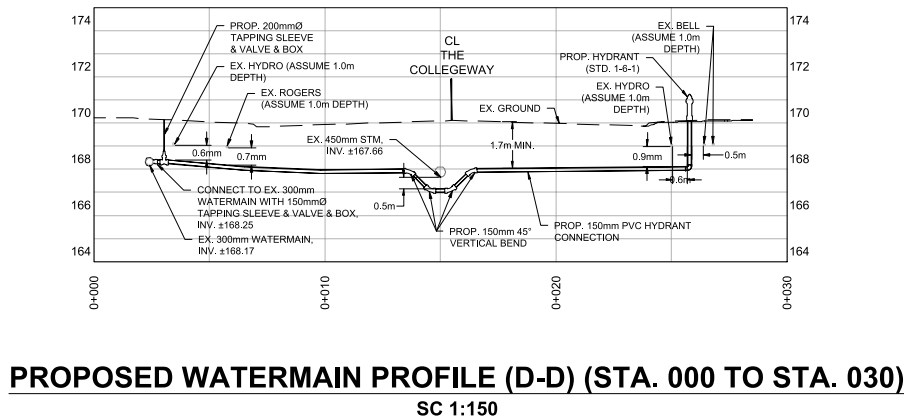 174
172
170
168
166
164
PROP. 200mmØ
TAPPING SLEEVE
& VALVE & BOX
EX. HYDRO (ASSUME 1.0m
DEPTH)
EX. ROGERS
(ASSUME 1.0m DEPTH)
CL
THE
COLLEGEWAY
EX. 450mm STM,
INV. ±167.66
EX. GROUND
1.7m MIN.
PROP. HYDRANT
(STD. 1-6-1)
EX. HYDRO
(ASSUME 1.0m
DEPTH)
EX. BELL
(ASSUME 1.0m
DEPTH)
174
172
170
168
166
164
0.6mm
0.7mm
0.5m
0.9mm
0.6m
0.5m
CONNECT TO EX. 300mm
WATERMAIN WITH 150mmØ
TAPPING SLEEVE & VALVE & BOX,
INV. ±168.25
EX. 300mm WATERMAIN,
INV. ±168.17
PROP. 150mm 45°
VERTICAL BEND
PROP. 150mm PVC HYDRANT
CONNECTION
0+000
0+010
0+020
0+030
PROPOSED WATERMAIN PROFILE (D-D) (STA. 000 TO STA. 030)
SC 1:150